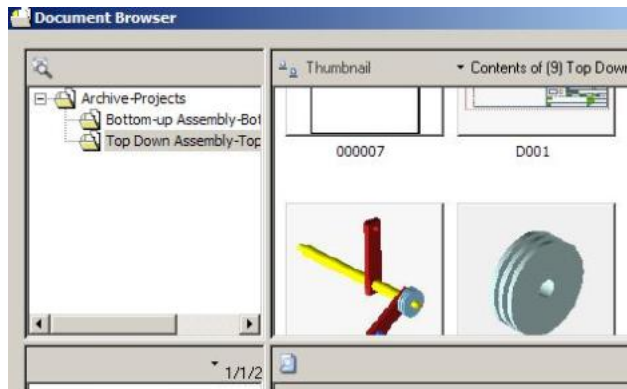 Document Browser
Thumbnail
Contents of (9) Top Down
Archive-Projects
Bottom-up Assembly-Bot
Top Down Assembly-Top
000007
D001
1/1/2